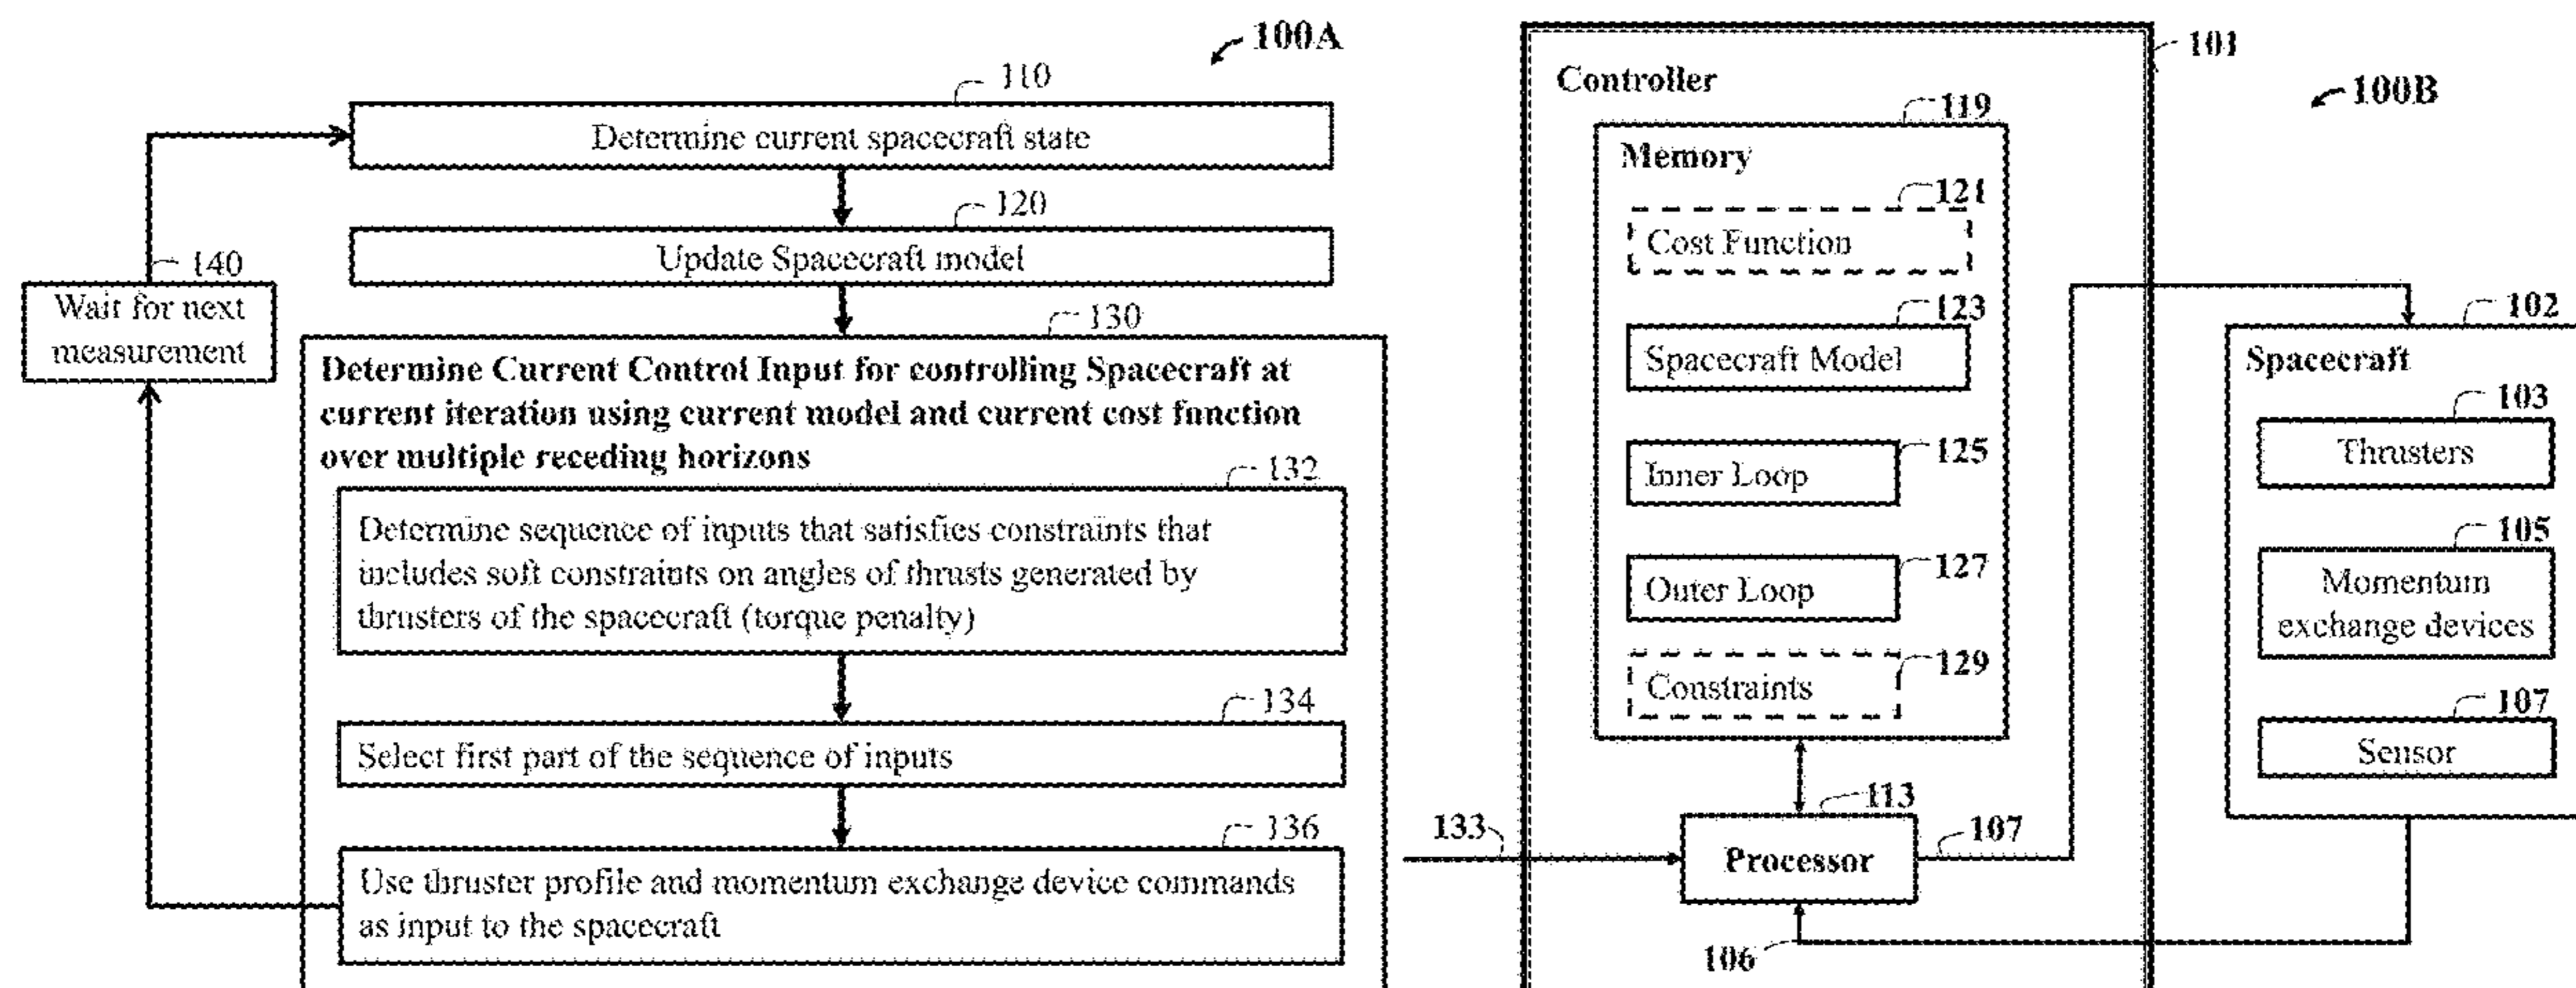 100A
110
Determine current spacecraft state
120
Update Spacecraft model
140
Wait for next
measurement
130
Determine Current Control Input for controlling Spacecraft at
current iteration using current model and current cost function
over multiple receding horizons
132
Determine sequence of inputs that satisfies constraints that
includes soft constraints on angles of thrusts generated by
thrusters of the spacecraft (torque penalty)
134
Select first part of the sequence of inputs
136
Use thruster profile and momentum exchange device commands
as input to the spacecraft
101
100B
Controller
119
Memory
121
Cost Function
123
Spacecraft Model
125
Inner Loop
127
Outer Loop
129
Constraints
113
133
Processor
107
106
102
Spacecraft
103
Thrusters
105
Momentum
exchange devices
107
Sensor